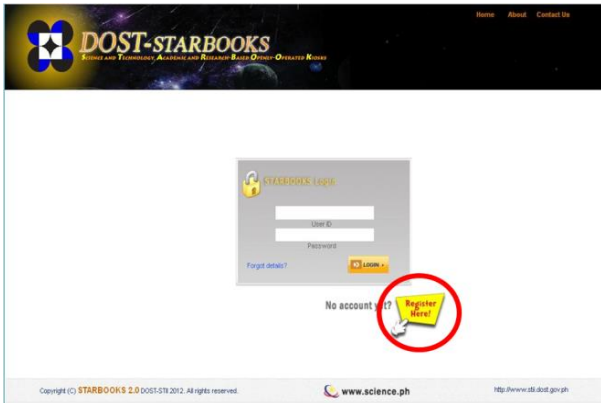 Home About Contact Us
DOST-STARBOOKS
SCIENCE AND TECHNOLOGY, ACADEMIC AND RESEARCH-BASED OPENLY-OPERATED KIOSKS
STARBOOKS Login
User ID
Password
Forgot details?
LOGIN
No account yet?
Register
Here!
Copyright (C) STARBOOKS 2.0 DOST-STII 2012. All rights reserved.
www.science.ph
http://www.stii.dost.gov.ph